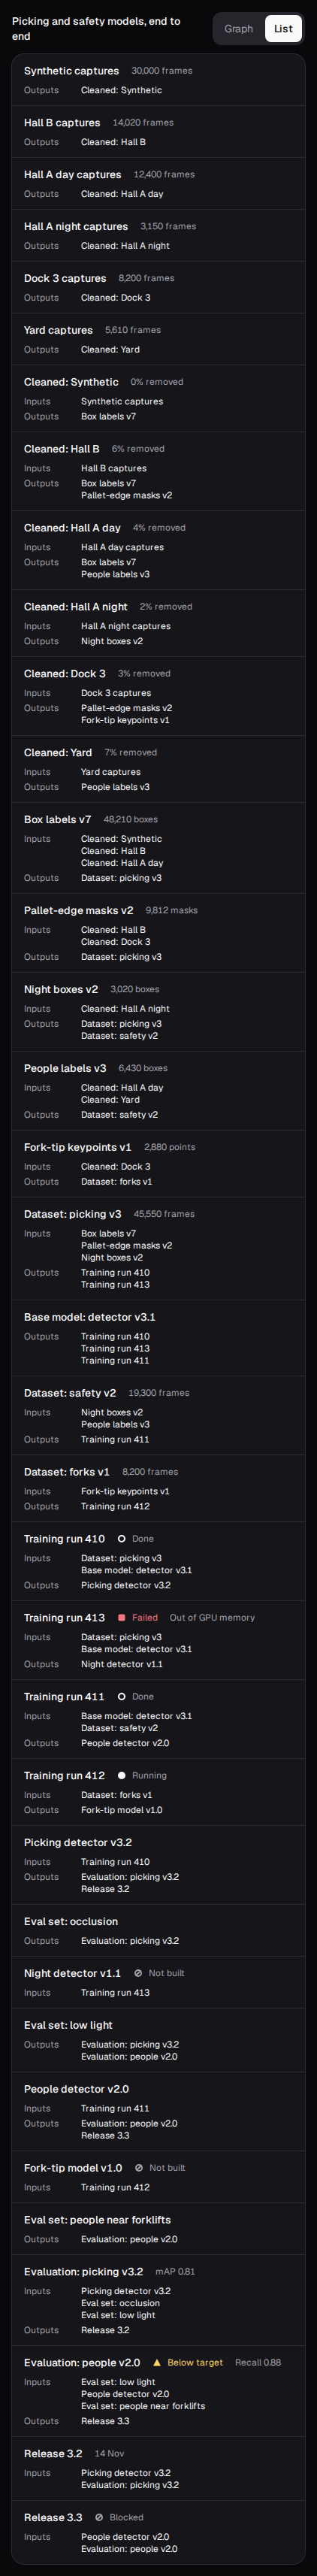 Picking and safety models, end to
end
Graph
List
Synthetic captures 30,000 frames
Outputs Cleaned: Synthetic
Hall B captures 14,020 frames
Outputs Cleaned: Hall B
Hall A day captures 12,400 frames
Outputs Cleaned: Hall A day
Hall A night captures 3,150 frames
Outputs Cleaned: Hall A night
Dock 3 captures 8,200 frames
Outputs Cleaned: Dock 3
Yard captures 5,610 frames
Outputs Cleaned: Yard
Cleaned: Synthetic 0% removed
Inputs Synthetic captures
Outputs Box labels v7
Cleaned: Hall B 6% removed
Inputs Hall B captures
Outputs Box labels v7
Pallet-edge masks v2
Cleaned: Hall A day 4% removed
Inputs Hall A day captures
Outputs Box labels v7
People labels v3
Cleaned: Hall A night 2% removed
Inputs Hall A night captures
Outputs Night boxes v2
Cleaned: Dock 3 3% removed
Inputs Dock 3 captures
Outputs Pallet-edge masks v2
Fork-tip keypoints v1
Cleaned: Yard 7% removed
Inputs Yard captures
Outputs People labels v3
Box labels v7 48,210 boxes
Inputs Cleaned: Synthetic
Cleaned: Hall B
Cleaned: Hall A day
Outputs Dataset: picking v3
Pallet-edge masks v2 9,812 masks
Inputs Cleaned: Hall B
Cleaned: Dock 3
Outputs Dataset: picking v3
Night boxes v2 3,020 boxes
Inputs Cleaned: Hall A night
Outputs Dataset: picking v3
Dataset: safety v2
People labels v3 6,430 boxes
Inputs Cleaned: Hall A day
Cleaned: Yard
Outputs Dataset: safety v2
Fork-tip keypoints v1 2,880 points
Inputs Cleaned: Dock 3
Outputs Dataset: forks v1
Dataset: picking v3 45,550 frames
Inputs Box labels v7
Pallet-edge masks v2
Night boxes v2
Outputs Training run 410
Training run 413
Base model: detector v3.1
Outputs Training run 410
Training run 413
Training run 411
Dataset: safety v2 19,300 frames
Inputs Night boxes v2
People labels v3
Outputs Training run 411
Dataset: forks v1 8,200 frames
Inputs Fork-tip keypoints v1
Outputs Training run 412
Training run 410 Done
Inputs Dataset: picking v3
Base model: detector v3.1
Outputs Picking detector v3.2
Training run 413 Failed Out of GPU memory
Inputs Dataset: picking v3
Base model: detector v3.1
Outputs Night detector v1.1
Training run 411 Done
Inputs Base model: detector v3.1
Dataset: safety v2
Outputs People detector v2.0
Training run 412 Running
Inputs Dataset: forks v1
Outputs Fork-tip model v1.0
Picking detector v3.2
Inputs Training run 410
Outputs Evaluation: picking v3.2
Release 3.2
Eval set: occlusion
Outputs Evaluation: picking v3.2
Night detector v1.1 Not built
Inputs Training run 413
Eval set: low light
Outputs Evaluation: picking v3.2
Evaluation: people v2.0
People detector v2.0
Inputs Training run 411
Outputs Evaluation: people v2.0
Release 3.3
Fork-tip model v1.0 Not built
Inputs Training run 412
Eval set: people near forklifts
Outputs Evaluation: people v2.0
Evaluation: picking v3.2 mAP 0.81
Inputs Picking detector v3.2
Eval set: occlusion
Eval set: low light
Outputs Release 3.2
Evaluation: people v2.0 Below target Recall 0.88
Inputs Eval set: low light
People detector v2.0
Eval set: people near forklifts
Outputs Release 3.3
Release 3.2 14 Nov
Inputs Picking detector v3.2
Evaluation: picking v3.2
Release 3.3 Blocked
Inputs People detector v2.0
Evaluation: people v2.0